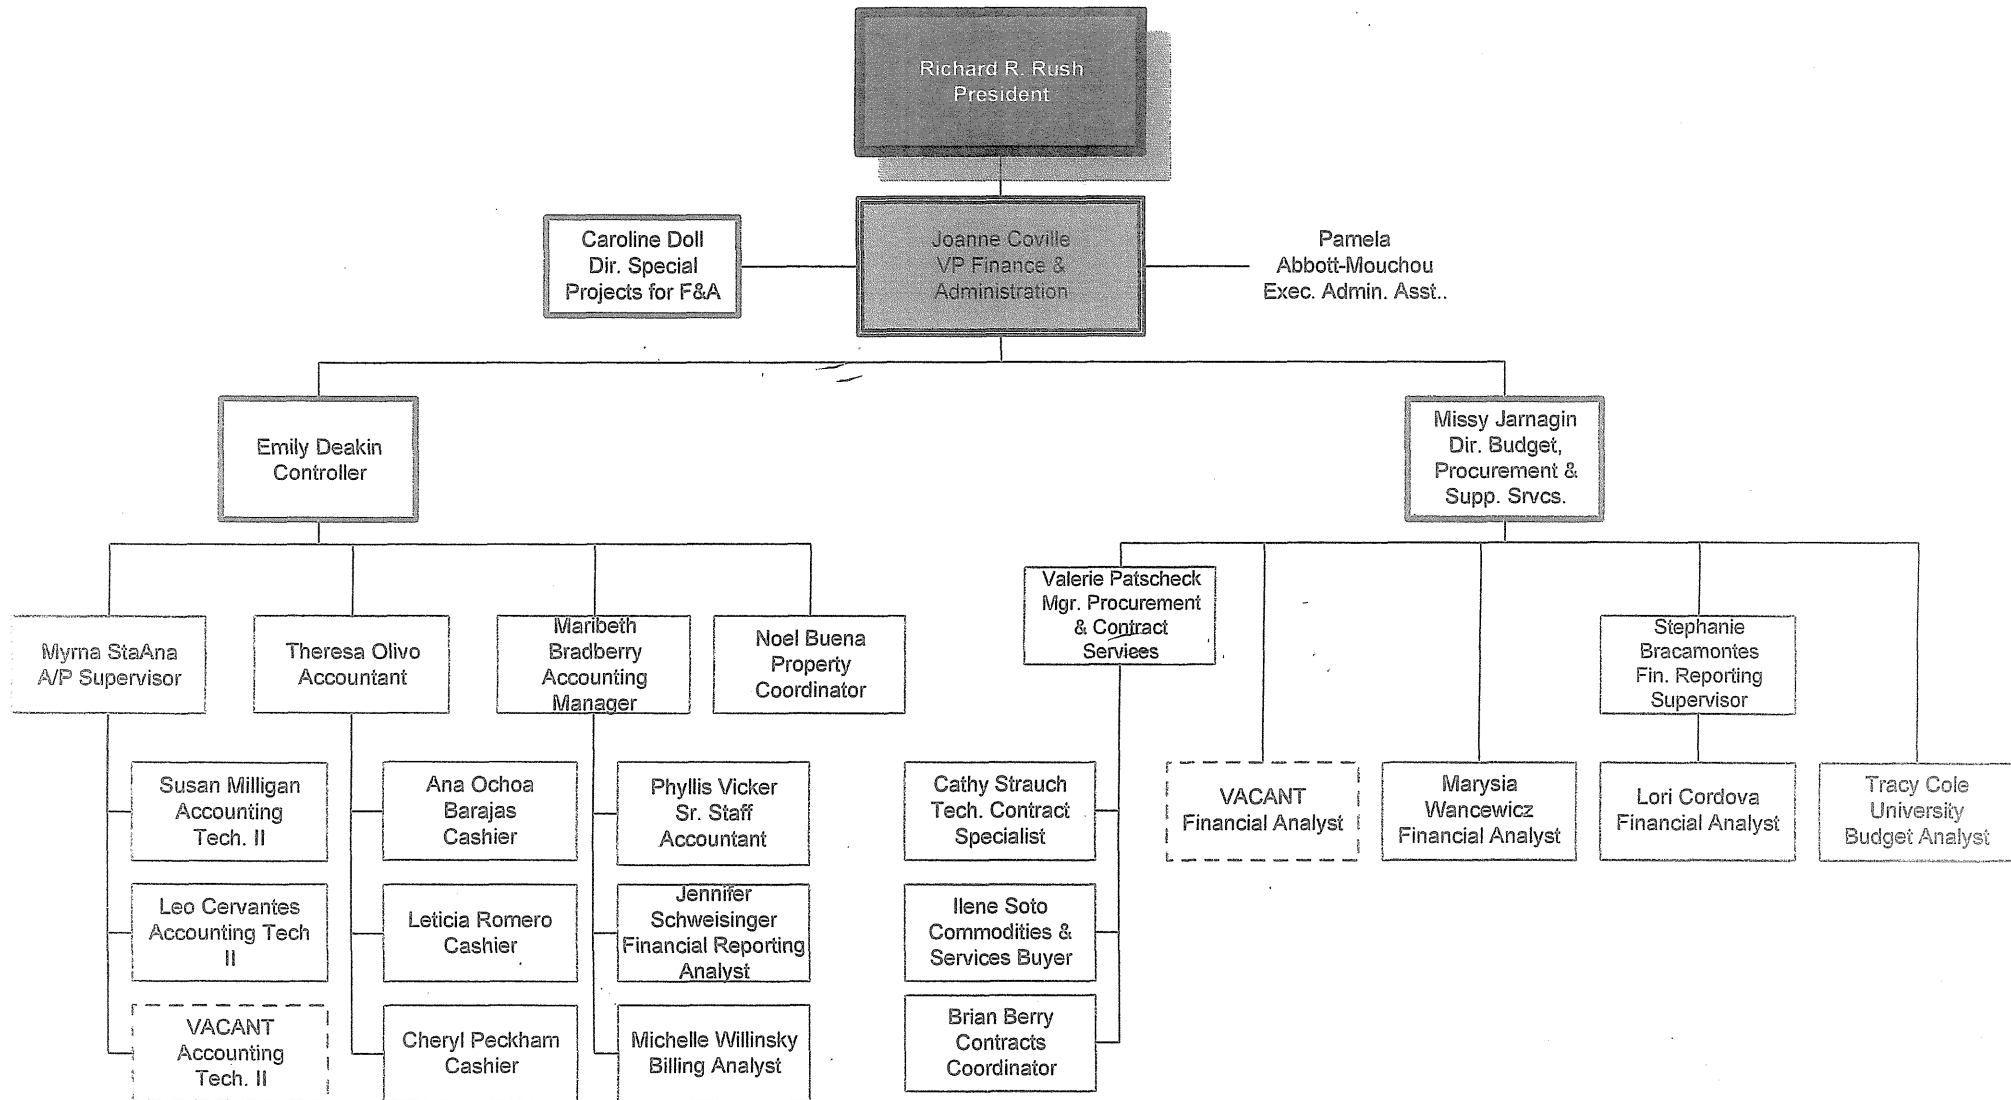 Richard R. Rush
President
Caroline Doll
Dir. Special
Projects for F&A
Joanne Coville
VP Finance &
Administration
Pamela
Abbott-Mouchou
Exec. Admin. Asst..
Emily Deakin
Controller
Missy Jarnagin
Dir. Budget,
Procurement &
Supp. Srvcs.
Myrna StaAna
A/P Supervisor
Theresa Olivo
Accountant
Maribeth
Bradberry
Accounting
Manager
Noel Buena
Property
Coordinator
Valerie Patscheck
Mgr. Procurement
& Contract
Services
Stephanie
Bracamontes
Fin. Reporting
Supervisor
Susan Milligan
Accounting
Tech. II
Ana Ochoa
Barajas
Cashier
Phyllis Vicker
Sr. Staff
Accountant
Cathy Strauch
Tech. Contract
Specialist
VACANT
Financial Analyst
Marysia
Wancewicz
Financial Analyst
Lori Cordova
Financial Analyst
Tracy Cole
University
Budget Analyst
Leo Cervantes
Accounting Tech
II
Leticia Romero
Cashier
Jennifer
Schweisinger
Financial Reporting
Analyst
Ilene Soto
Commodities &
Services Buyer
VACANT
Accounting
Tech. II
Cheryl Peckham
Cashier
Michelle Willinsky
Billing Analyst
Brian Berry
Contracts
Coordinator